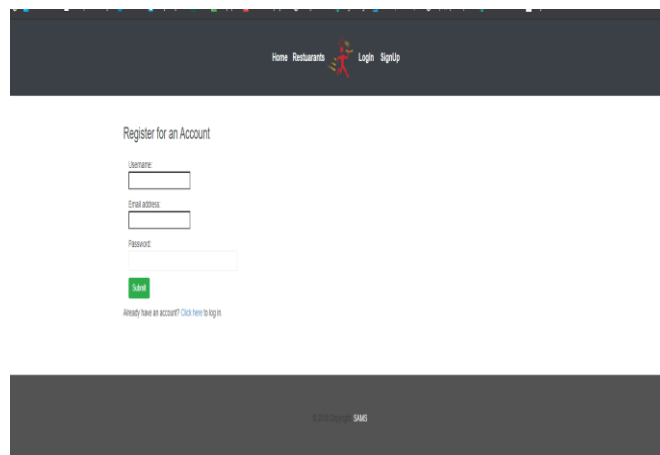 Home Restuarants LogIn SignUp
Register for an Account
Username:
Email address:
Password:
Submit
Already have an account? Click here to log in.
Copyright: SAMS